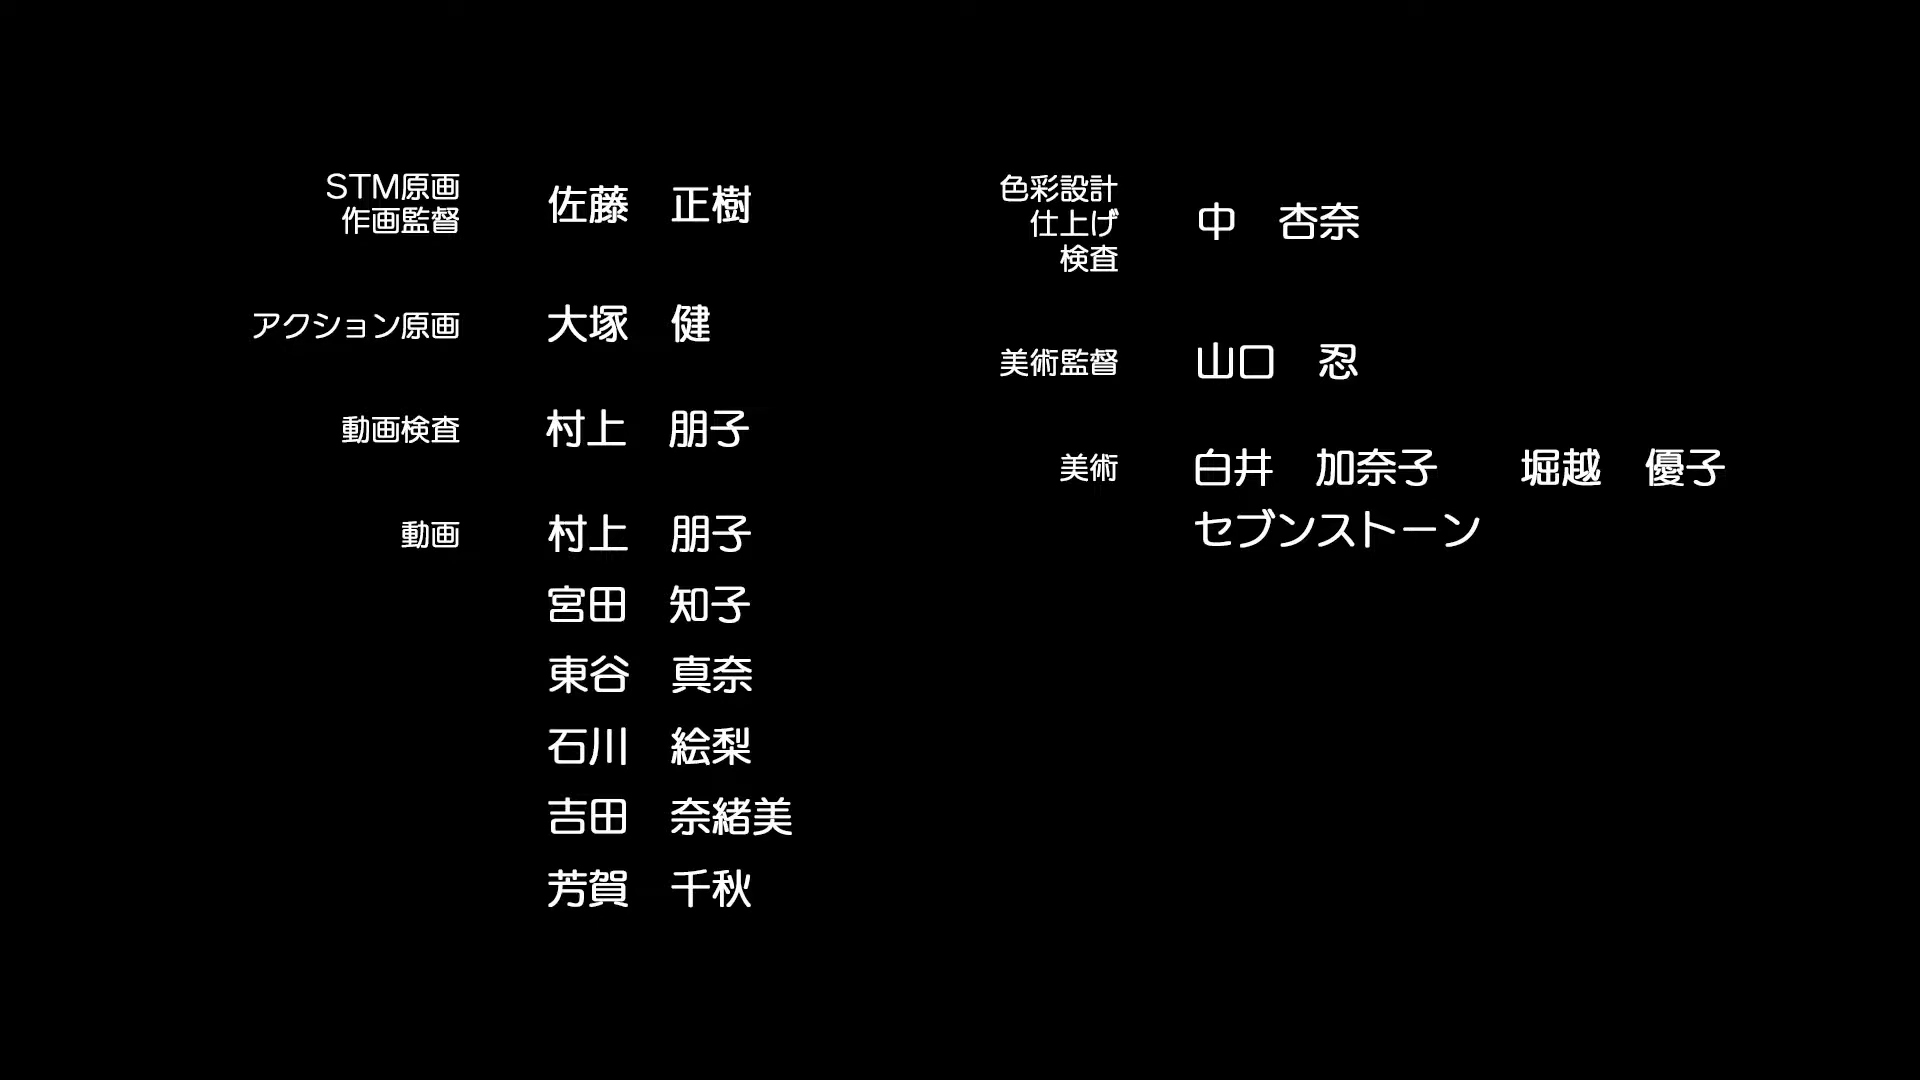 STM原画
作画監督
佐藤　正樹
アクション原画　大塚　健
動画検査　村上　朋子
動画　村上　朋子
宮田　知子
東谷　真奈
石川　絵梨
吉田　奈緒美
芳賀　千秋
色彩設計
仕上げ
検査
中　杏奈
美術監督　山口　忍
美術　白井　加奈子　堀越　優子
セブンストーン